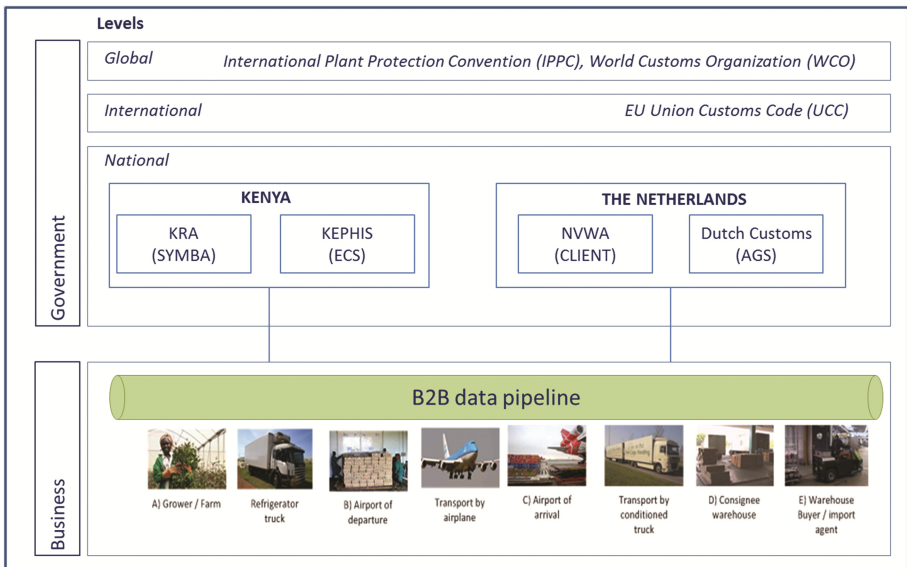 Levels
Global
International Plant Protection Convention (IPPC), World Customs Organization (WCO)
International
EU Union Customs Code (UCC)
National
KENYA
THE NETHERLANDS
KRA
(SYMBA)
KEPHIS
(ECS)
NVWA
(CLIENT)
Dutch Customs
(AGS)
Government
Business
B2B data pipeline
A) Grower / Farm
Refrigerator
truck
B) Airport of
departure
Transport by
airplane
C) Airport of
arrival
Transport by
conditioned
truck
D) Consignee
warehouse
E) Warehouse
Buyer / import
agent